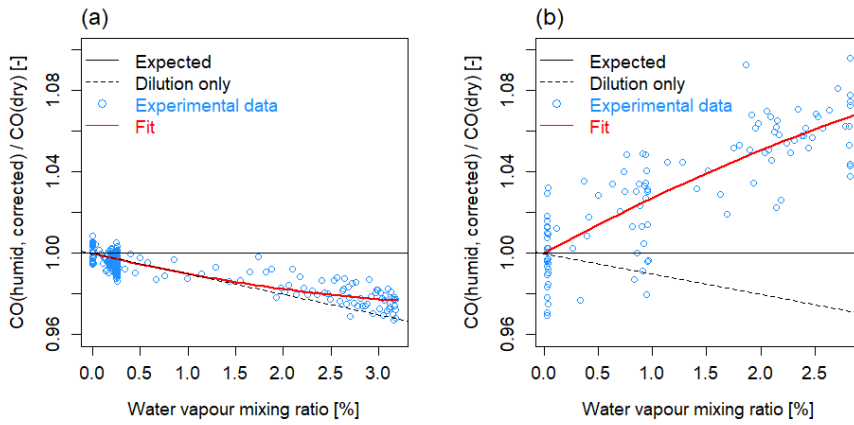 (a)
Expected
Dilution only
Experimental data
Fit
CO(humid, corrected) / CO(dry) [-]
1.08
1.04
1.00
0.96
0.0 0.5 1.0 1.5 2.0 2.5 3.0
Water vapour mixing ratio [%]
(b)
Expected
Dilution only
Experimental data
Fit
CO(humid, corrected) / CO(dry) [-]
1.08
1.04
1.00
0.96
0.0 0.5 1.0 1.5 2.0 2.5
Water vapour mixing ratio [%]